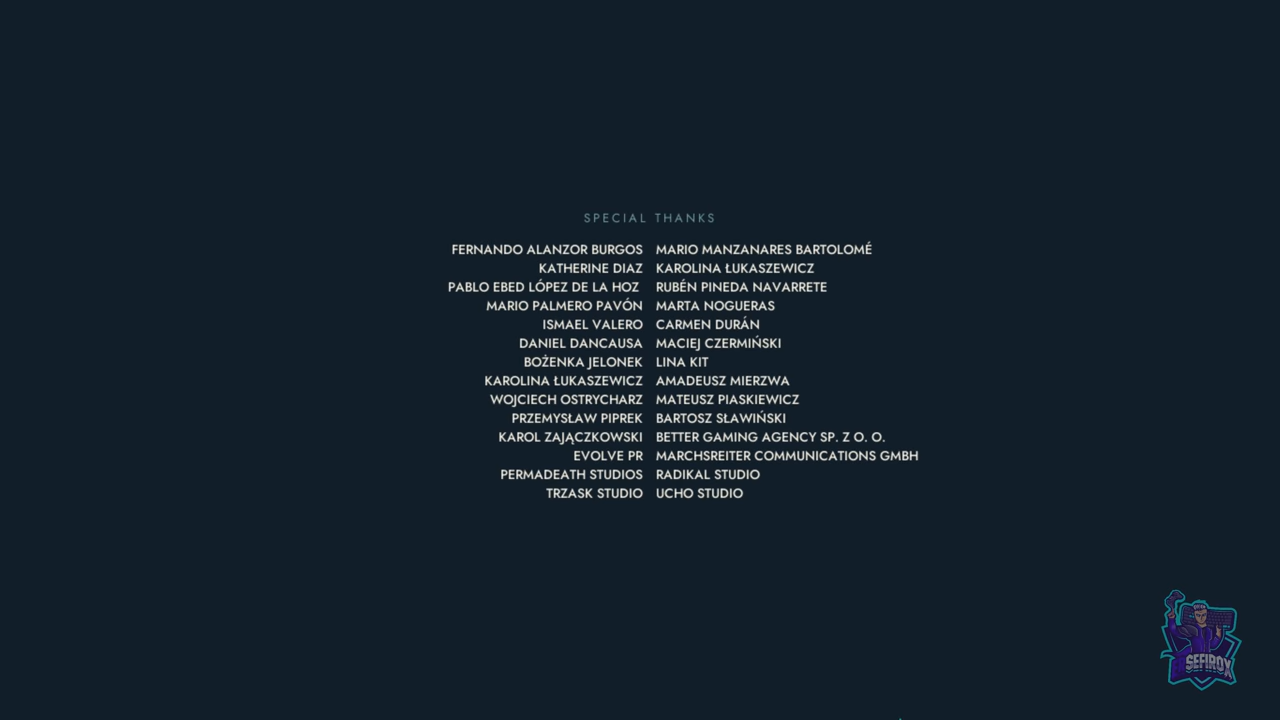 SPECIAL THANKS
FERNANDO ALANZOR BURGOS MARIO MANZANARES BARTOLOMÉ
KATHERINE DIAZ KAROLINA ŁUKASZEWICZ
PABLO EBED LÓPEZ DE LA HOZ RUBÉN PINEDA NAVARRETE
MARIO PALMERO PAVÓN MARTA NOGUERAS
ISMAEL VALERO CARMEN DURÁN
DANIEL DANCAUSA MACIEJ CZERMIŃSKI
BOŻENKA JELONEK LINA KIT
KAROLINA ŁUKASZEWICZ AMADEUSZ MIERZWA
WOJCIECH OSTRYCHARZ MATEUSZ PIASKIEWICZ
PRZEMYSŁAW PIPREK BARTOSZ SŁAWIŃSKI
KAROL ZAJĄCZKOWSKI BETTER GAMING AGENCY SP. Z O. O.
EVOLVE PR MARCHSREITER COMMUNICATIONS GMBH
PERMADEATH STUDIOS RADIKAL STUDIO
TRZASK STUDIO UCHO STUDIO
SEFIROX